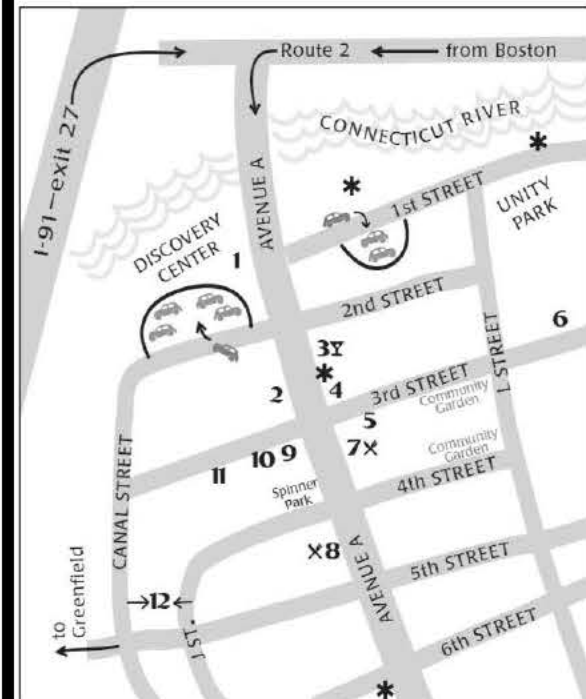 Route 2
from Boston
I-91—exit 27
CONNECTICUT RIVER
AVENUE A
1st STREET
UNITY
PARK
DISCOVERY
CENTER
1
2nd STREET
3
6
L STREET
2
4
3rd STREET
Community
Garden
5
7
Community
Garden
11
10
9
Spinner
Park
4th STREET
CANAL STREET
8
AVENUE A
5th STREET
12
J ST.
to
Greenfield
6th STREET